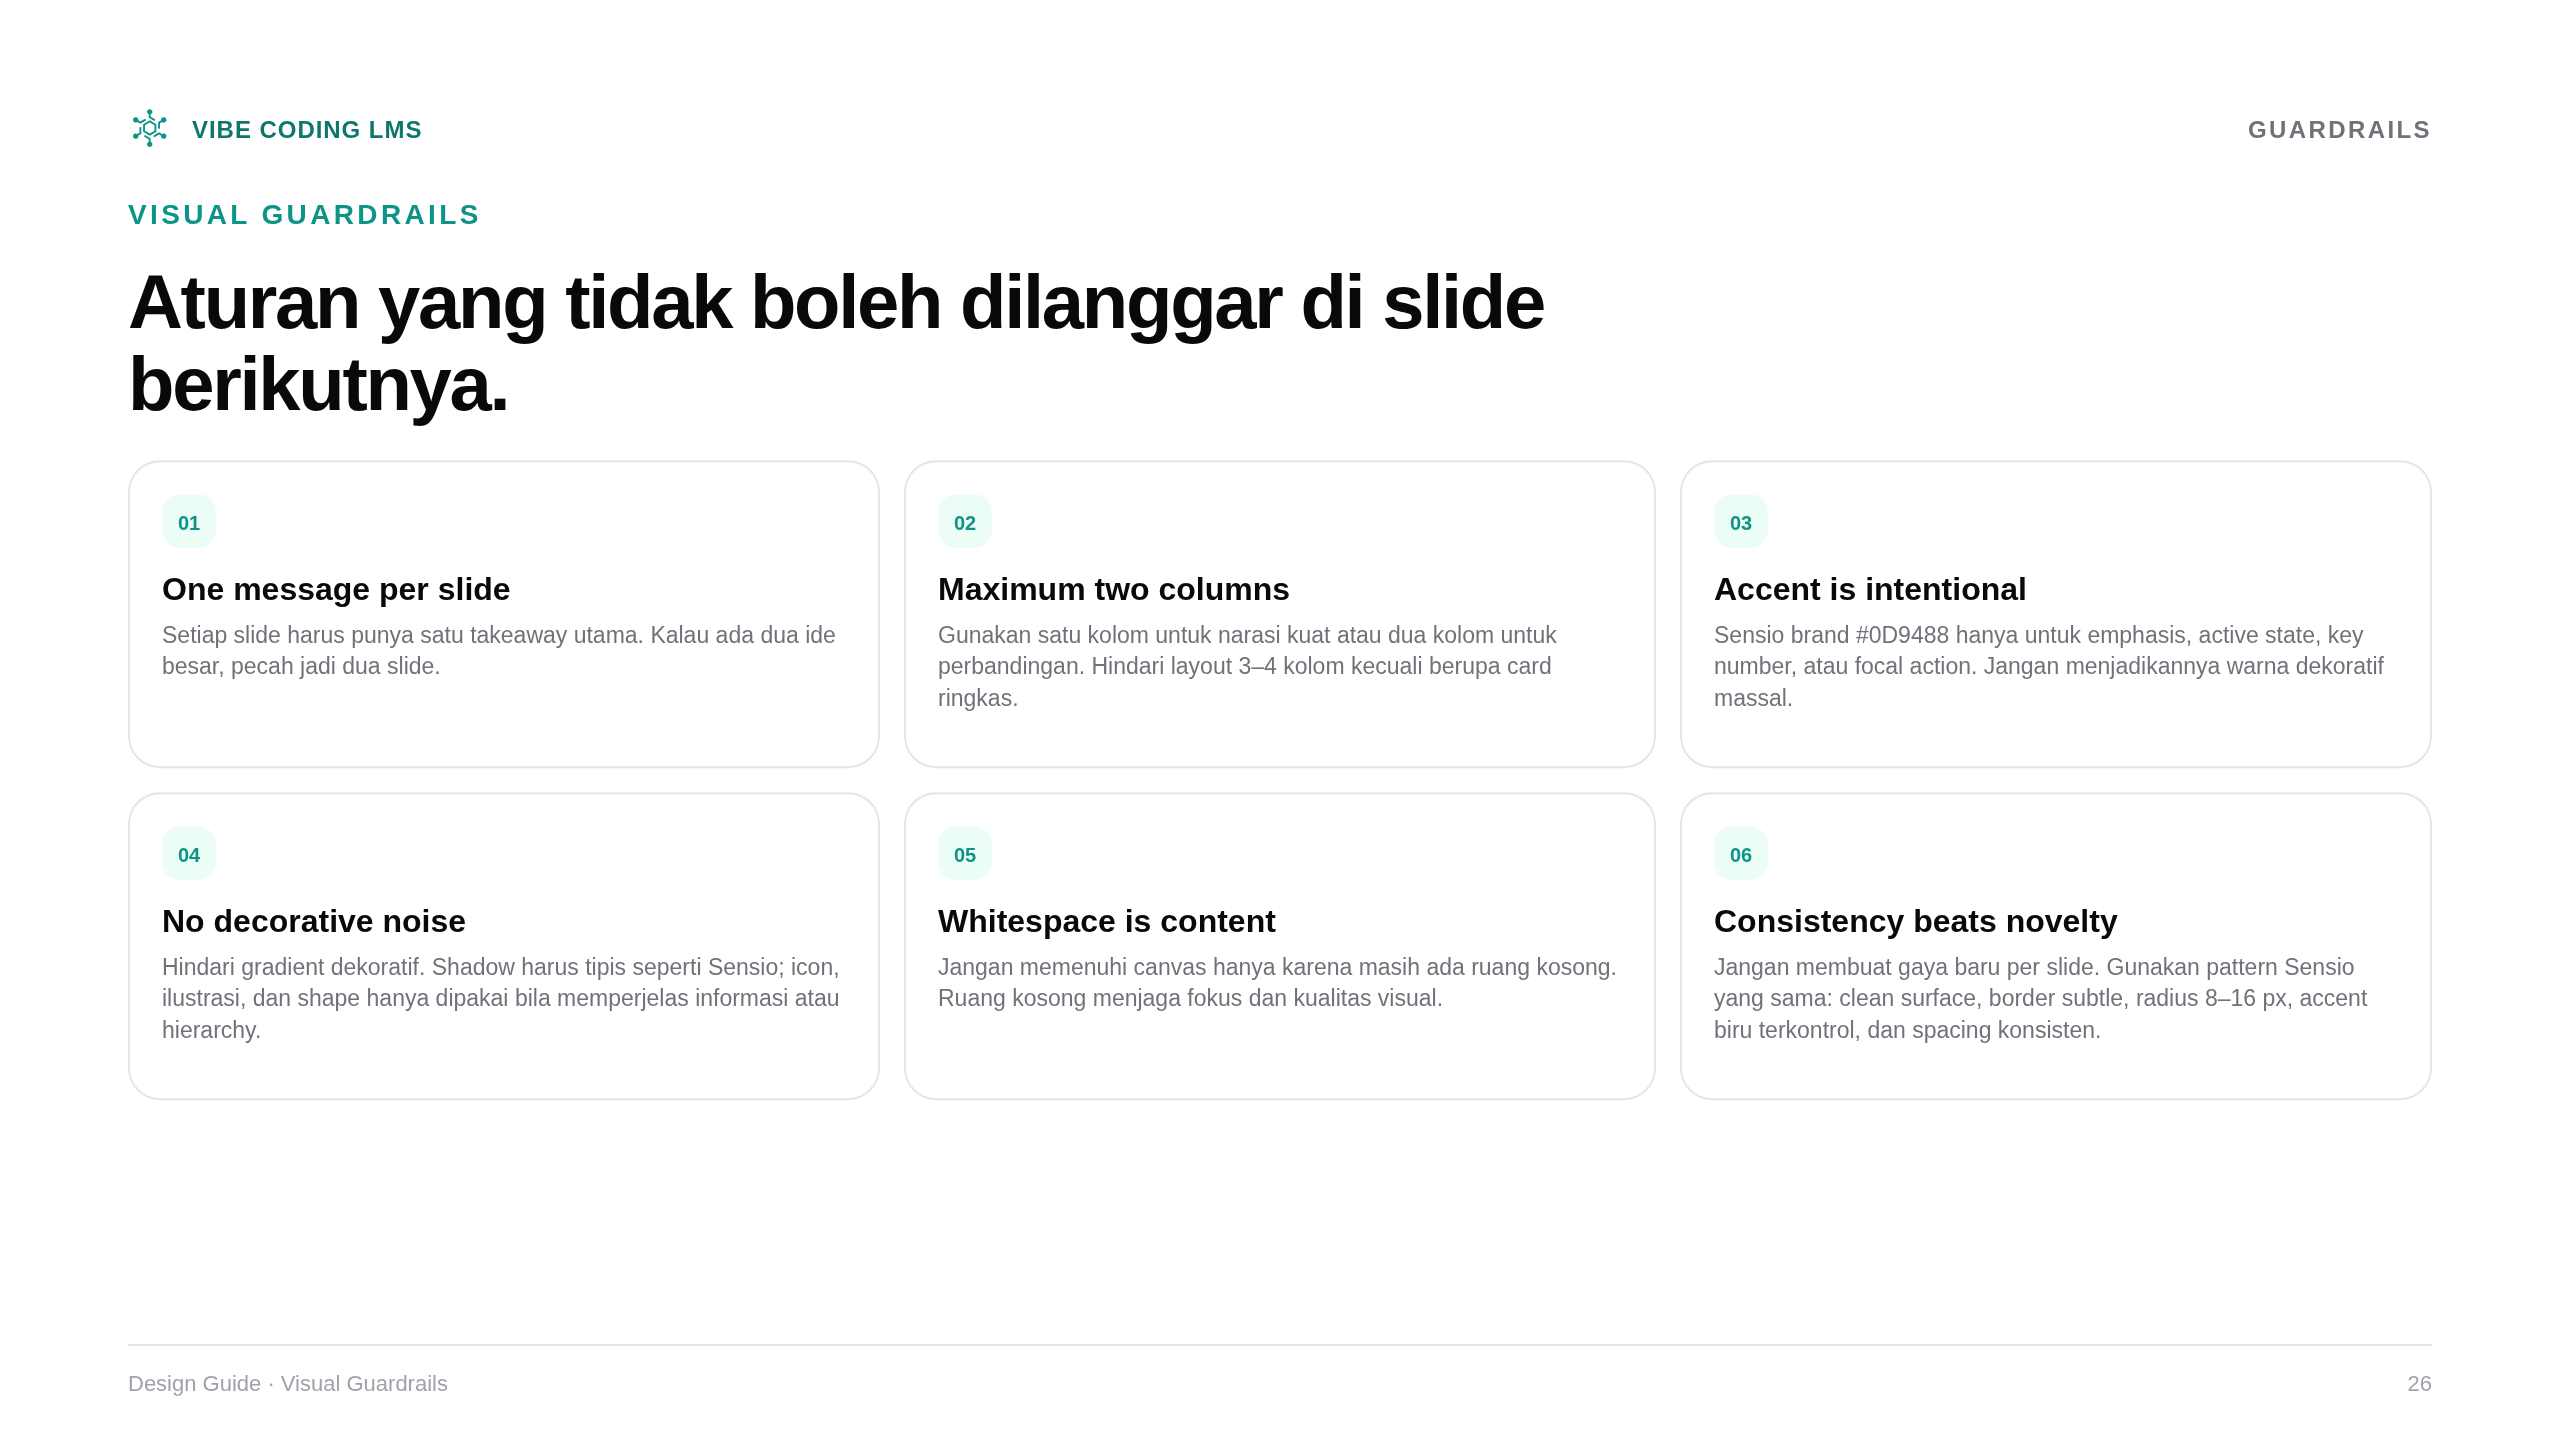 VIBE CODING LMS
GUARDRAILS
VISUAL GUARDRAILS
Aturan yang tidak boleh dilanggar di slide
berikutnya.
01
One message per slide
Setiap slide harus punya satu takeaway utama. Kalau ada dua ide
besar, pecah jadi dua slide.
02
Maximum two columns
Gunakan satu kolom untuk narasi kuat atau dua kolom untuk
perbandingan. Hindari layout 3–4 kolom kecuali berupa card
ringkas.
03
Accent is intentional
Sensio brand #0D9488 hanya untuk emphasis, active state, key
number, atau focal action. Jangan menjadikannya warna dekoratif
massal.
04
No decorative noise
Hindari gradient dekoratif. Shadow harus tipis seperti Sensio; icon,
ilustrasi, dan shape hanya dipakai bila memperjelas informasi atau
hierarchy.
05
Whitespace is content
Jangan memenuhi canvas hanya karena masih ada ruang kosong.
Ruang kosong menjaga fokus dan kualitas visual.
06
Consistency beats novelty
Jangan membuat gaya baru per slide. Gunakan pattern Sensio
yang sama: clean surface, border subtle, radius 8–16 px, accent
biru terkontrol, dan spacing konsisten.
Design Guide · Visual Guardrails
26